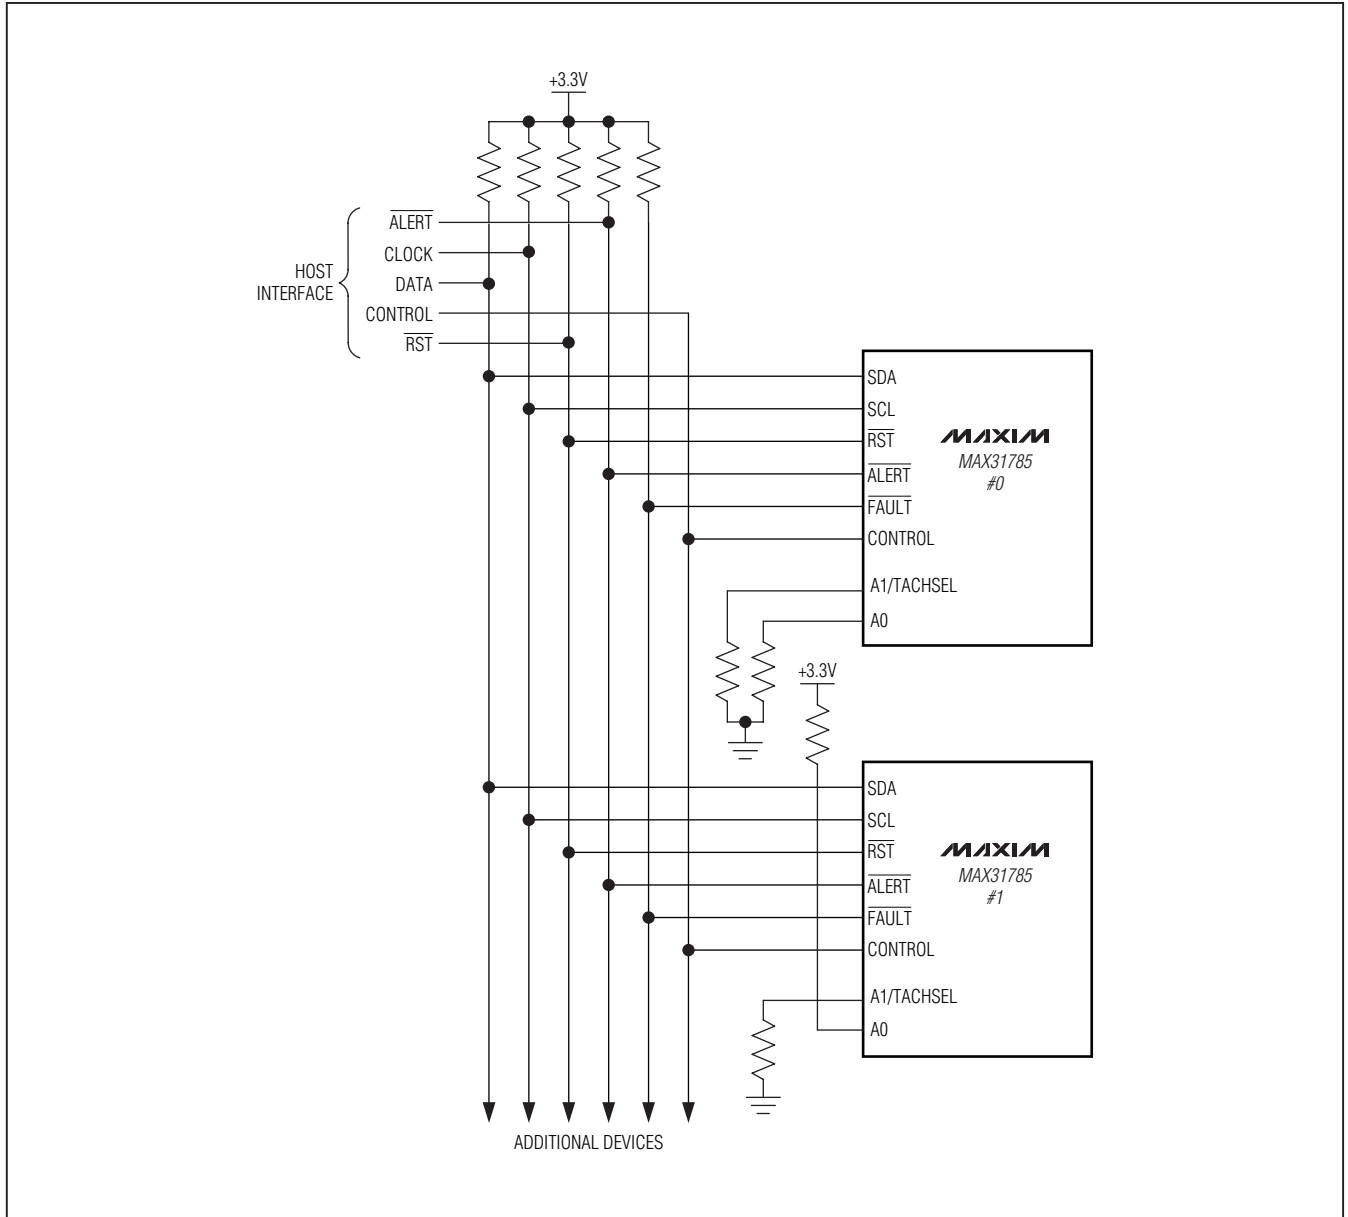 +3.3V
ALERT
CLOCK
DATA
CONTROL
RST
HOST
INTERFACE
SDA
SCL
RST
ALERT
FAULT
CONTROL
A1/TACHSEL
A0
MAXIM
MAX31785
#0
+3.3V
SDA
SCL
RST
ALERT
FAULT
CONTROL
A1/TACHSEL
A0
MAXIM
MAX31785
#1
ADDITIONAL DEVICES